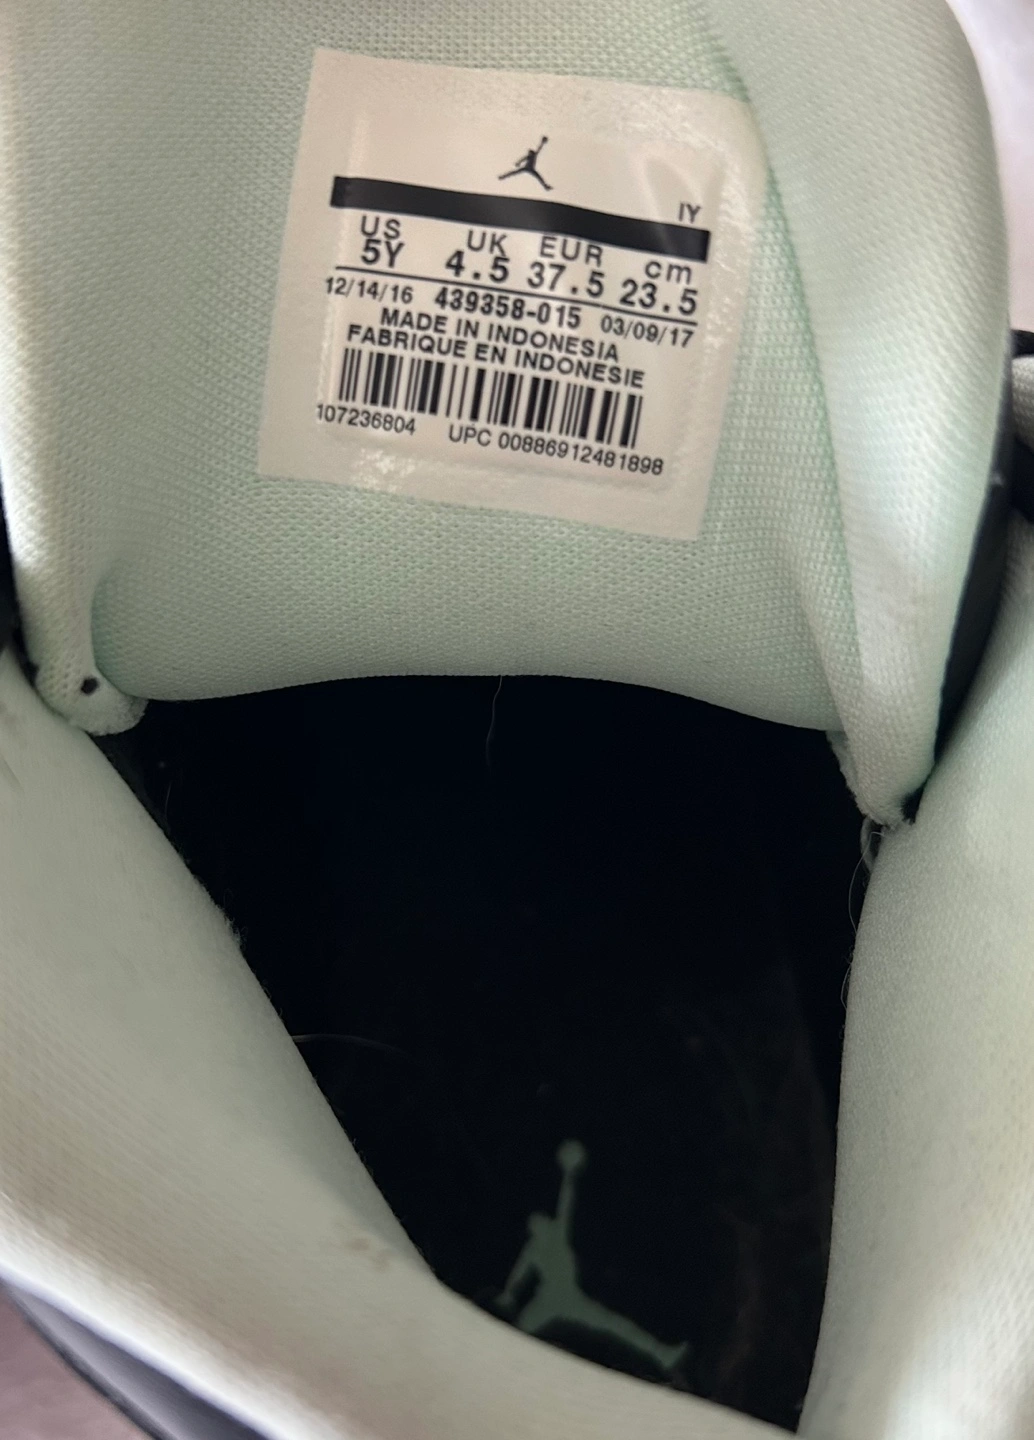 IY
US UK EUR cm
5Y 4.5 37.5 23.5
12/14/16 439358-015 03/09/17
MADE IN INDONESIA
FABRIQUE EN INDONESIE
107236804 UPC 00886912481898